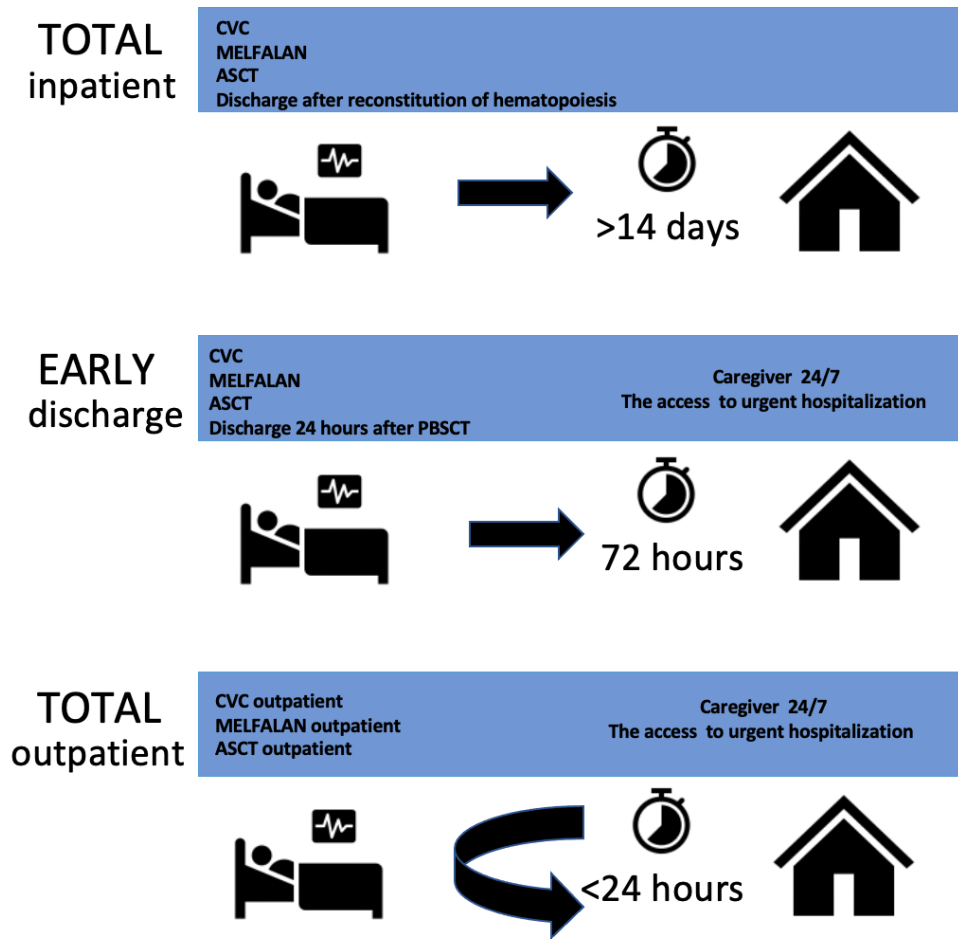 TOTAL
inpatient
CVC
MELFALAN
ASCT
Discharge after reconstitution of hematopoiesis
>14 days
EARLY
discharge
CVC
MELFALAN
ASCT
Discharge 24 hours after PBSCT
Caregiver 24/7
The access to urgent hospitalization
72 hours
TOTAL
outpatient
CVC outpatient
MELFALAN outpatient
ASCT outpatient
Caregiver 24/7
The access to urgent hospitalization
<24 hours